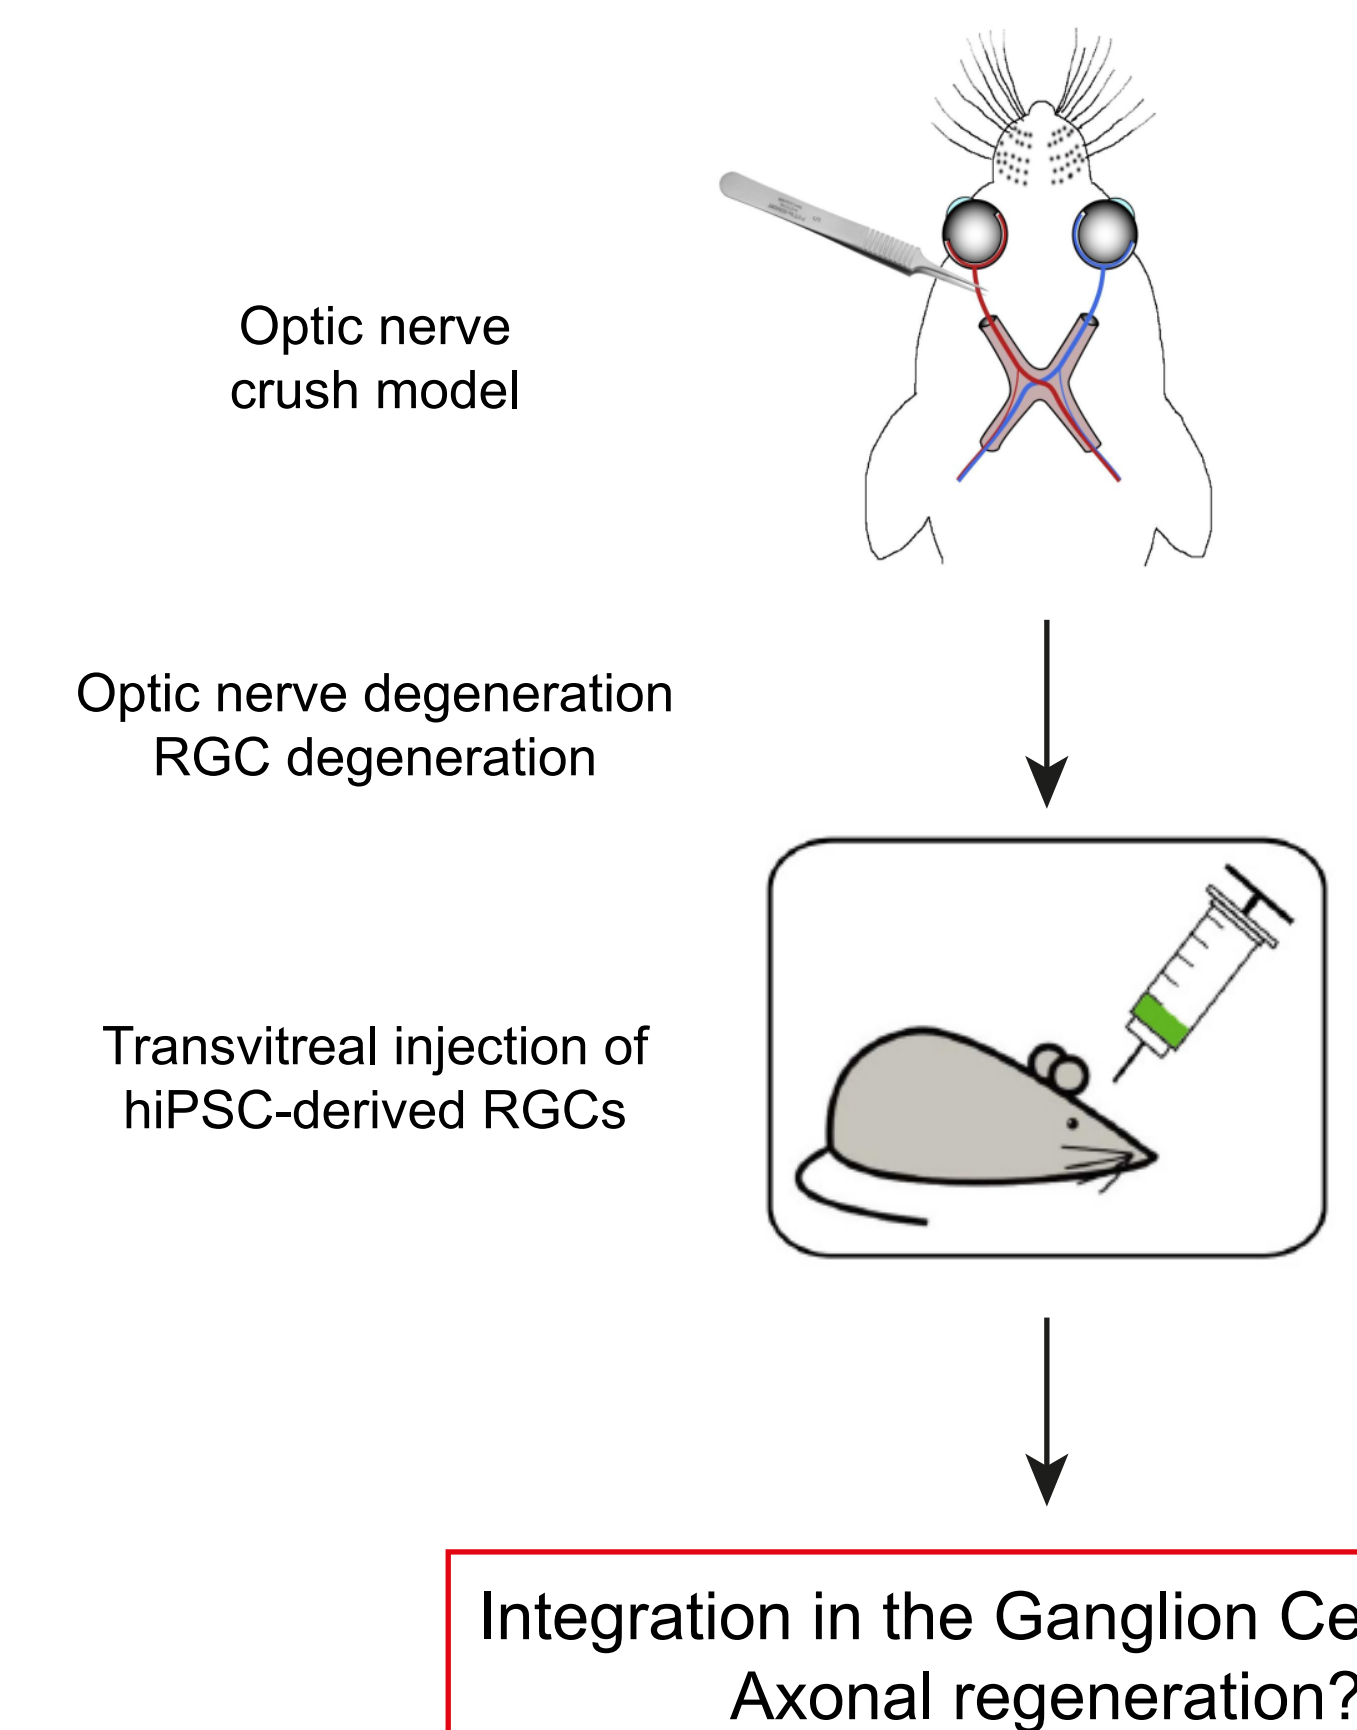 Optic nerve
crush model
Optic nerve degeneration
RGC degeneration
Transvitreal injection of
hiPSC-derived RGCs
Integration in the Ganglion
Axonal regeneration?